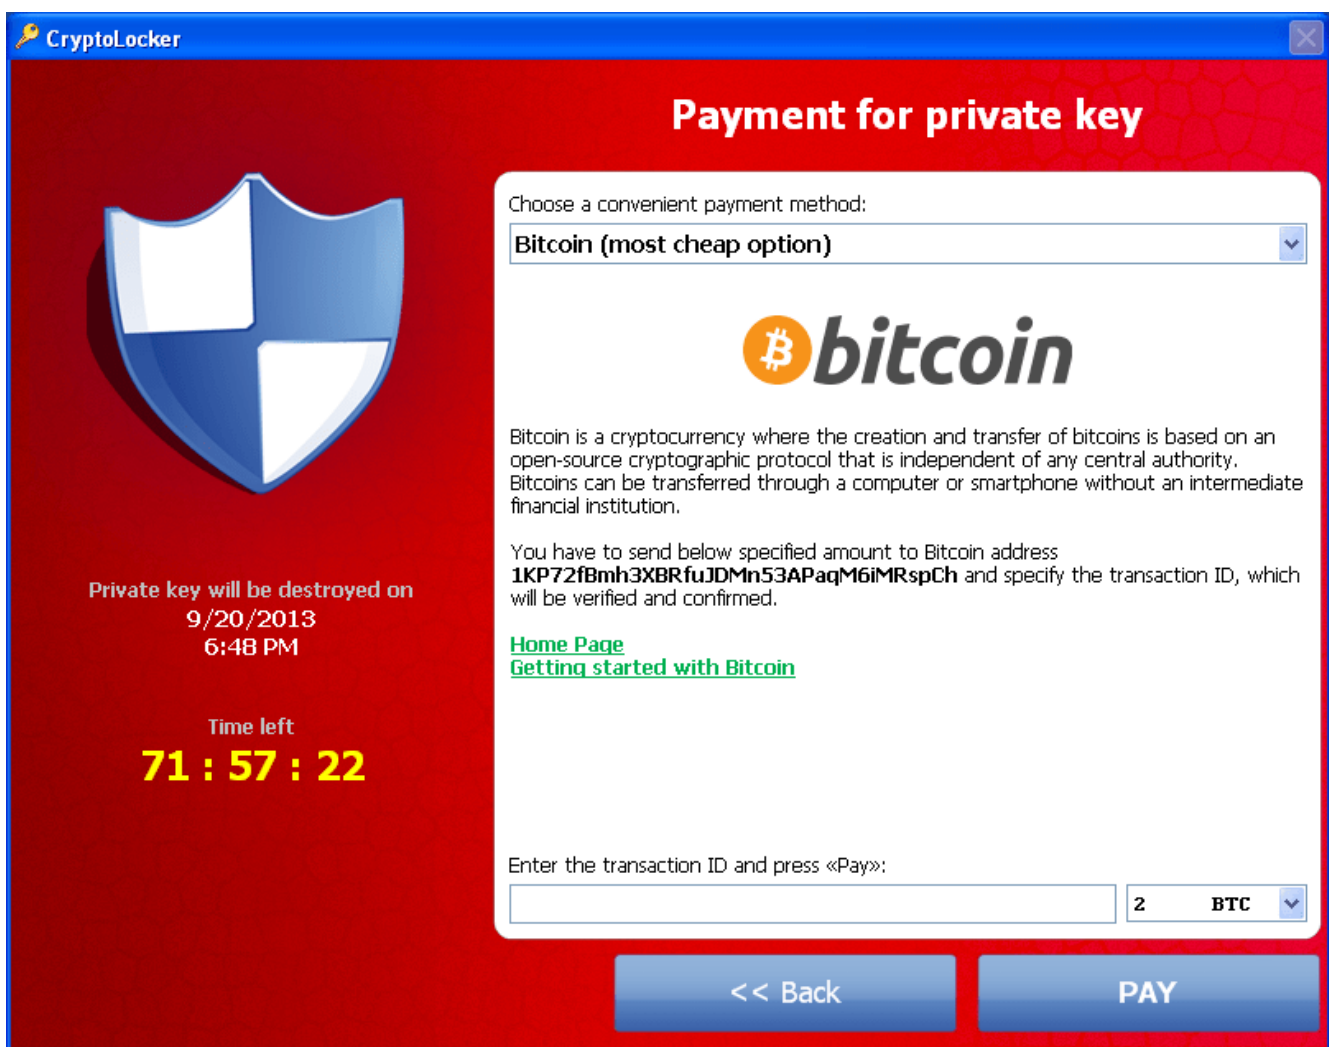 CryptoLocker
Payment for private key
Choose a convenient payment method:
Bitcoin (most cheap option)
bitcoin
Bitcoin is a cryptocurrency where the creation and transfer of bitcoins is based on an
open-source cryptographic protocol that is independent of any central authority.
Bitcoins can be transferred through a computer or smartphone without an intermediate
financial institution.
You have to send below specified amount to Bitcoin address
1KP72fBmh3XBRfuJDMn53APaqM6iMRspCh and specify the transaction ID, which
will be verified and confirmed.
Home Page
Getting started with Bitcoin
Private key will be destroyed on
9/20/2013
6:48 PM
Time left
71 : 57 : 22
Enter the transaction ID and press «Pay»:
2 BTC
<< Back
PAY